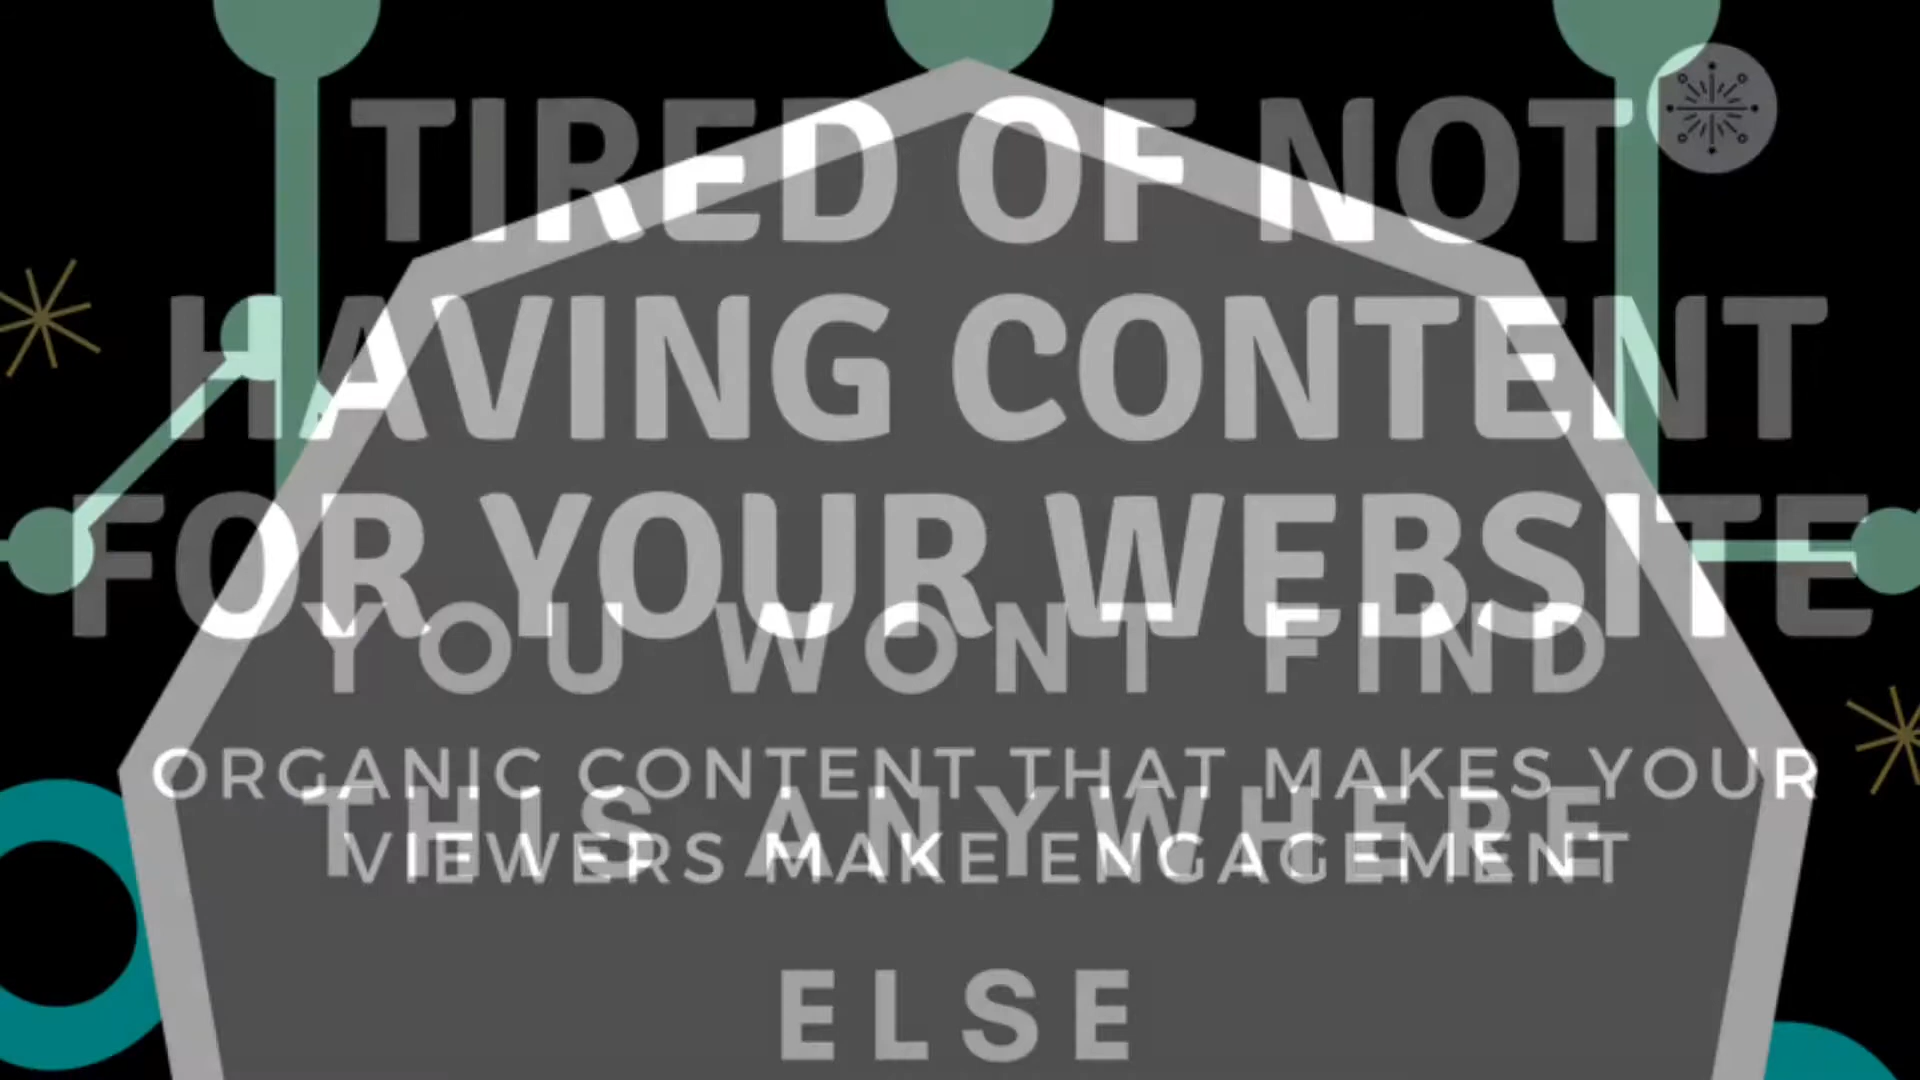 TIRED OF NOT
HAVING CONTENT
FOR YOUR WEBSITE
YOU WONT FIND
ORGANIC CONTENT THAT MAKES YOUR
THIS ANYWHERE
VIEWERS MAKE ENGAGEMENT
ELSE